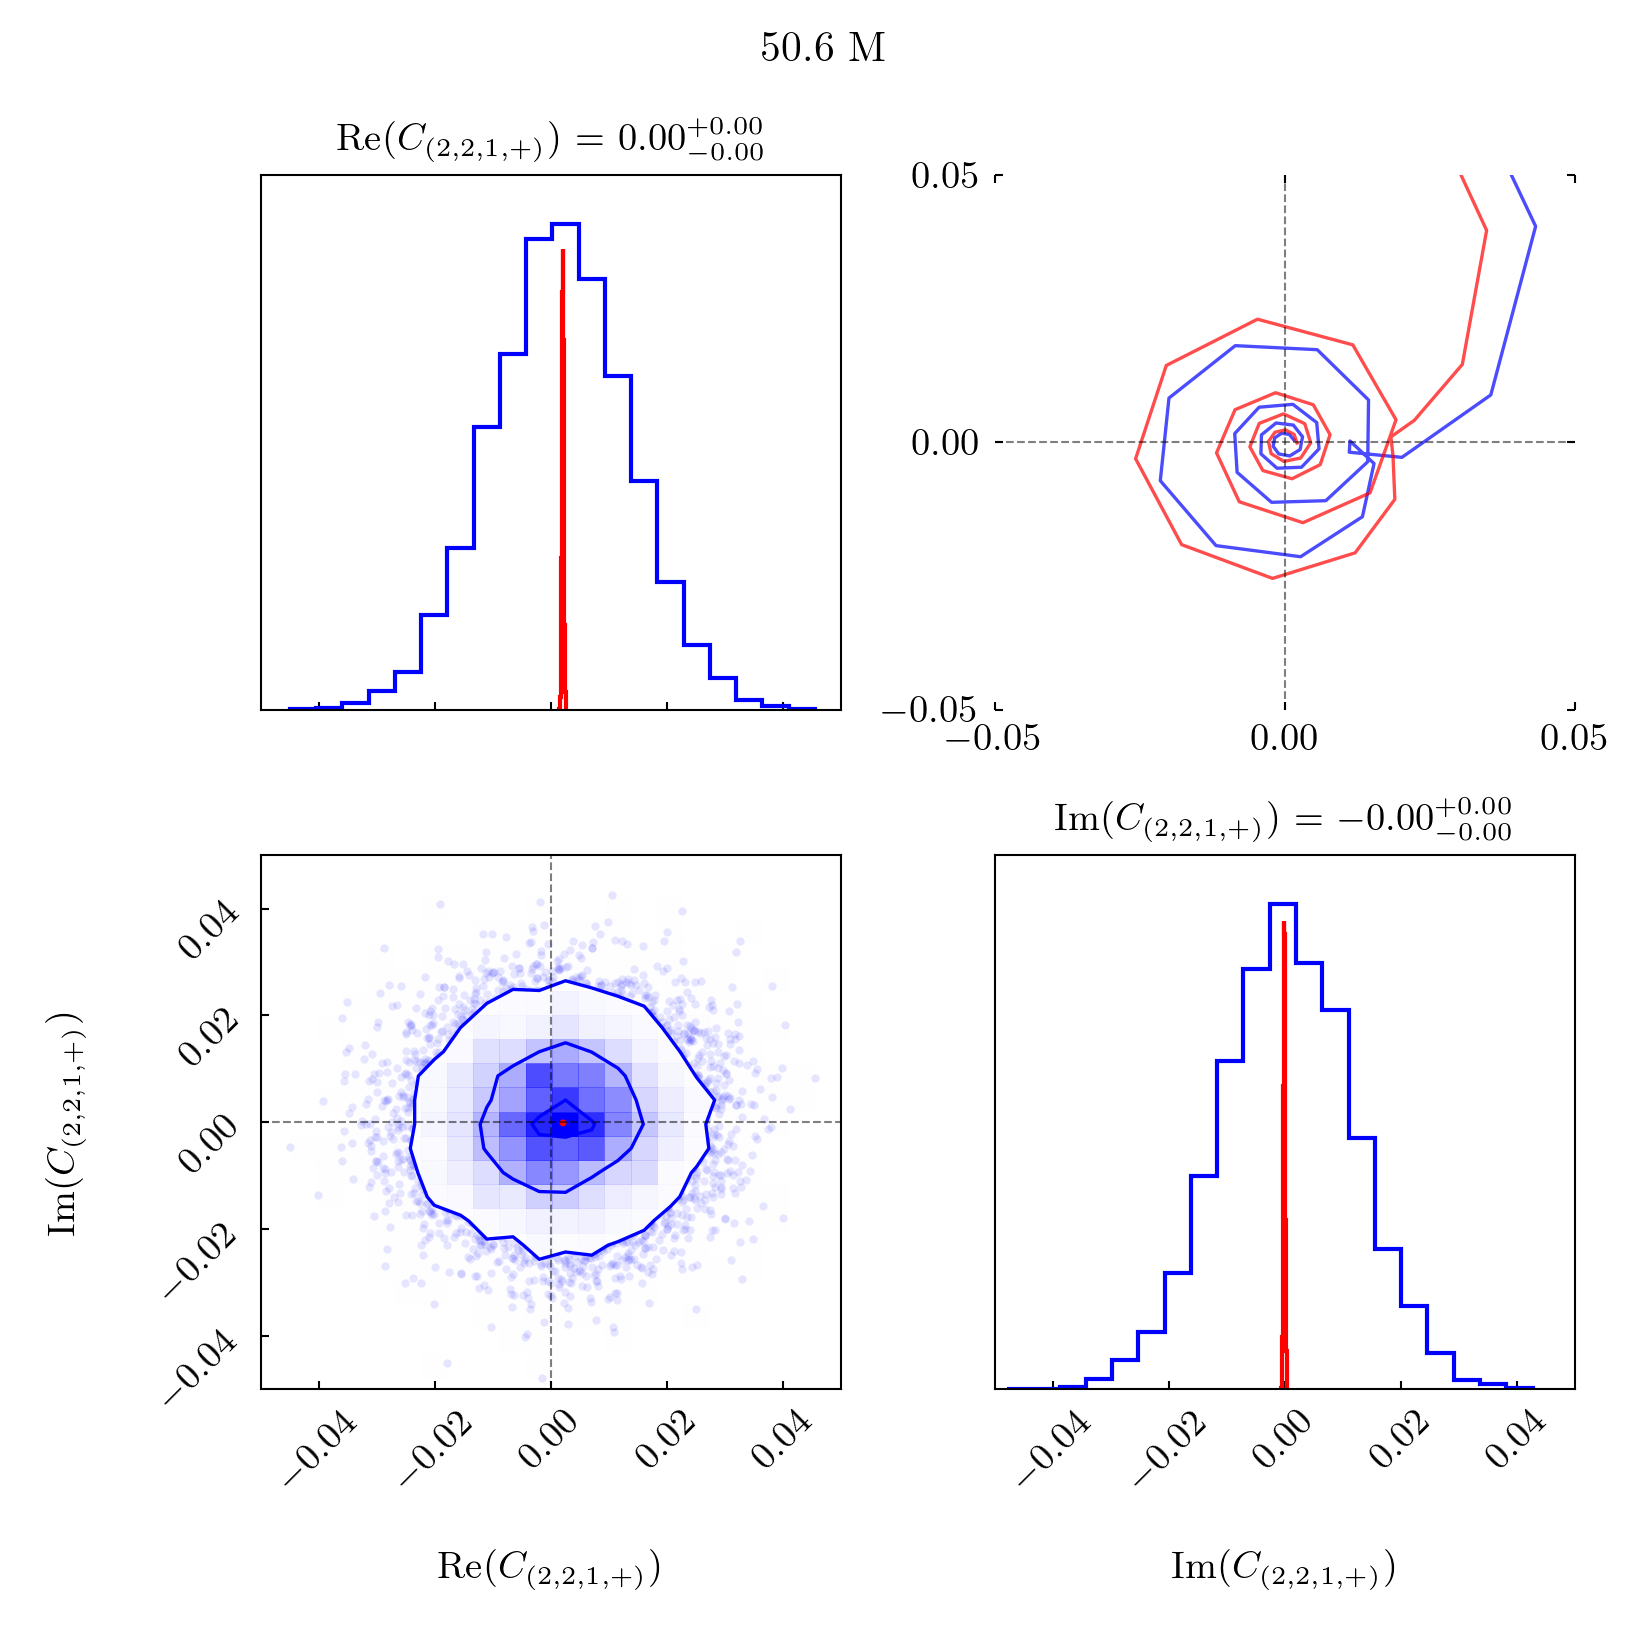 50.6 M
Re(C(2,2,1,+)) = 0.00+0.00−0.00
0.05
0.00
−0.05
−0.05 0.00 0.05
Im(C(2,2,1,+)) = −0.00+0.00−0.00
Im(C(2,2,1,+))
0.04
0.02
0.00
−0.02
−0.04
−0.04 −0.02 0.00 0.02 0.04
−0.04 −0.02 0.00 0.02 0.04
Re(C(2,2,1,+))
Im(C(2,2,1,+))